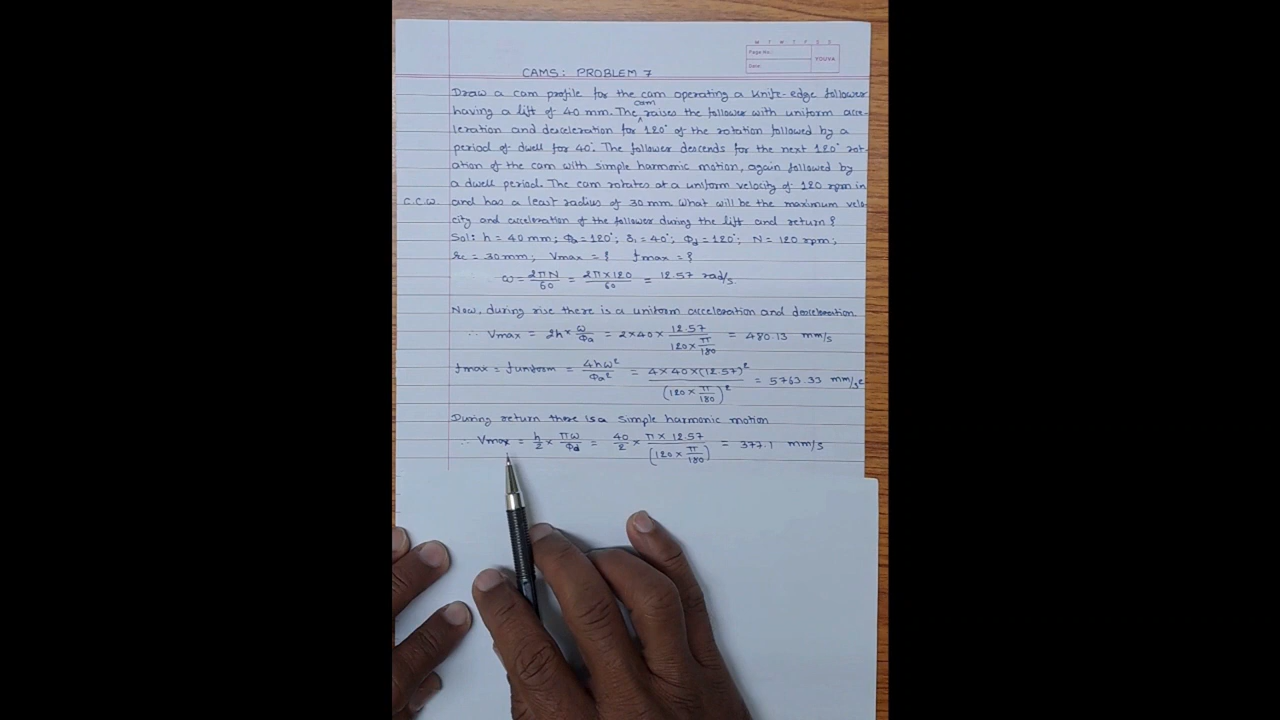 M T W T F S S
Page No.:
YOUVA
Date:
CAMS: PROBLEM 7
Draw a cam profile for the cam operating a knife-edge follower
having a lift of 40 mm. The cam raises the follower with uniform acce-
leration and desceleration for 120° of the rotation followed by a
period of dwell for 40°. The follower descends for the next 120° rot-
ation of the cam with simple harmonic motion, again followed by
a dwell period. The cam rotates at a uniform velocity of 120 rpm in
C.C.W. and has a least radius of 30 mm. What will be the maximum velo-
city and acceleration of the follower during the lift and return?
Sol: h = 40 mm; Φa = 120°; δ1 = 40°; Φd = 120°; N = 120 rpm;
rc = 30 mm; Vmax = ? fmax = ?
ω = 2πN/60 = 2π×120/60 = 12.57 rad/s.
Now, during rise there is a uniform acceleration and desceleration
∴ Vmax = 2h × ω/Φa = 2×40× 12.57/(120×π/180) = 480.13 mm/s
fmax = funiform = 4hω²/Φa² = 4×40×(12.57)²/(120×π/180)² = 5763.33 mm/s²
During return there is a simple harmonic motion
∴ Vmax = h/2 × πω/Φd = 40/2 × π×12.57/(120×π/180) = 377.1 mm/s